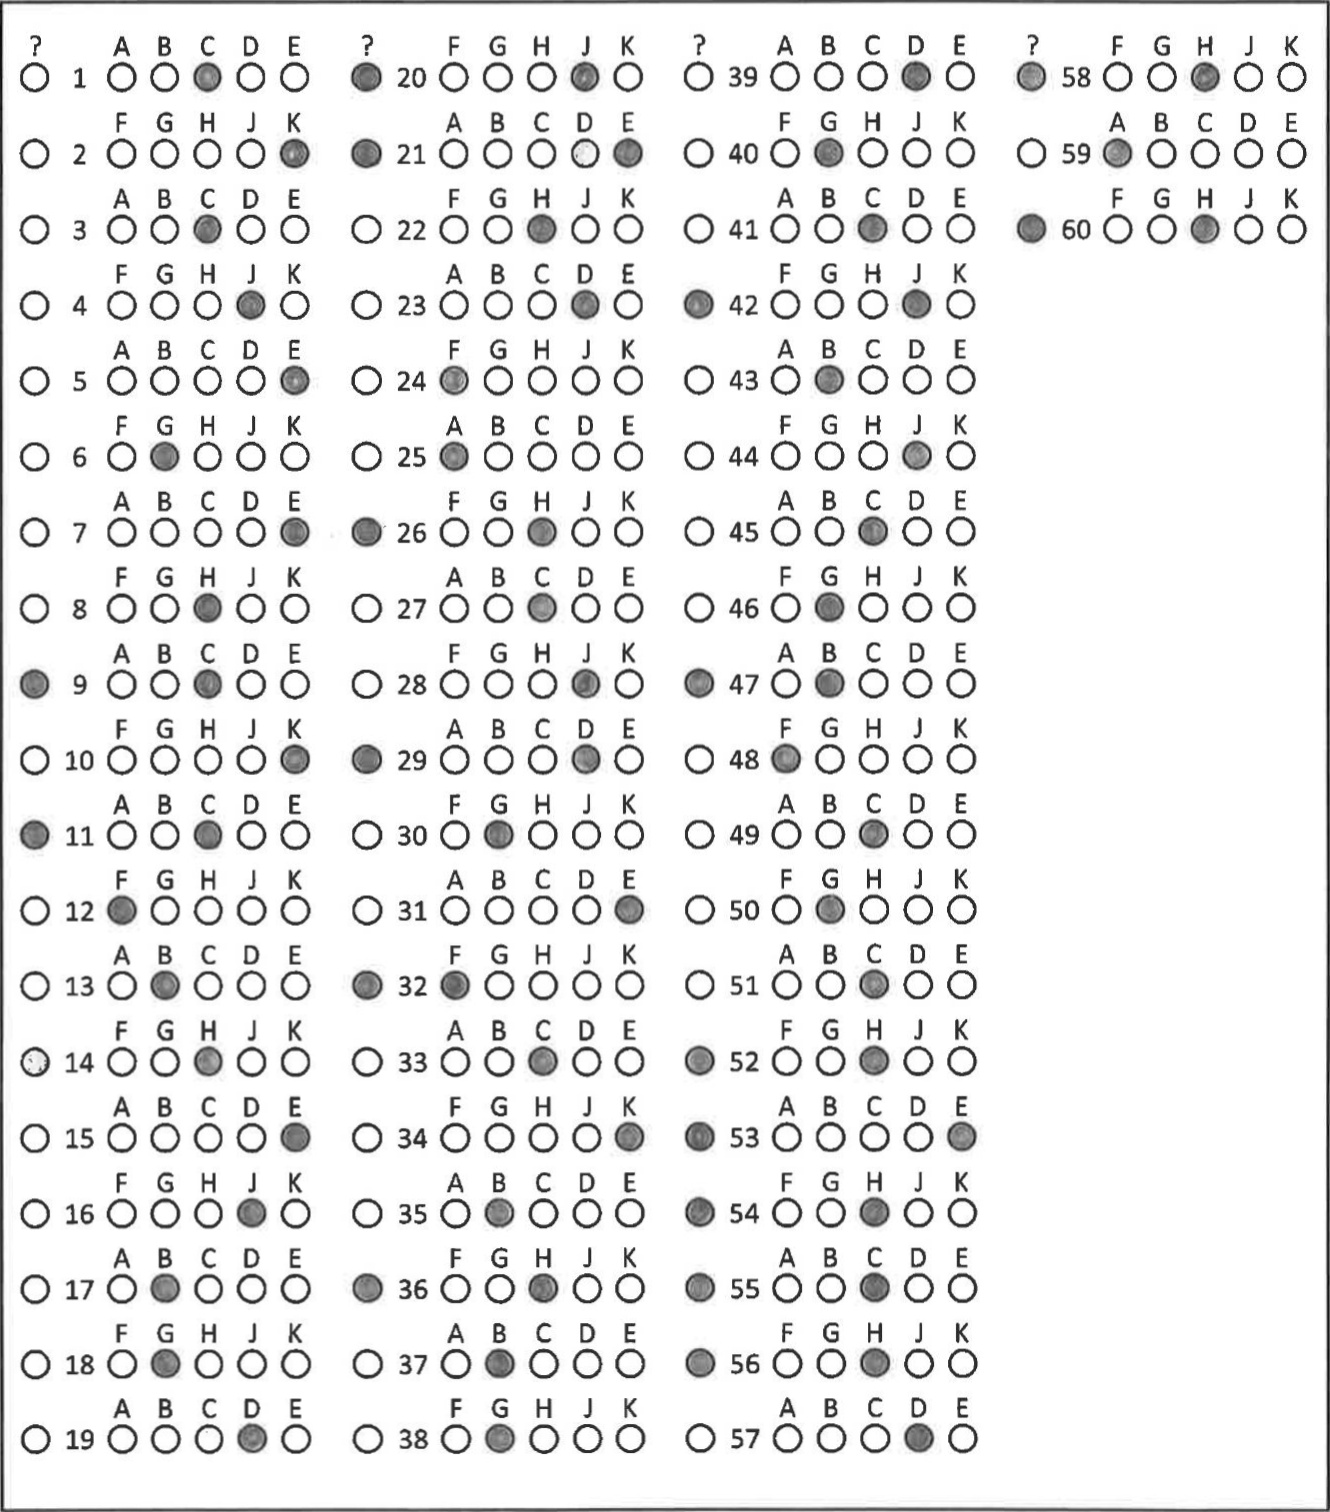 ? A B C D E
1
F G H J K
2
A B C D E
3
F G H J K
4
A B C D E
5
F G H J K
6
A B C D E
7
F G H J K
8
A B C D E
9
F G H J K
10
A B C D E
11
F G H J K
12
A B C D E
13
F G H J K
14
A B C D E
15
F G H J K
16
A B C D E
17
F G H J K
18
A B C D E
19
? F G H J K
20
A B C D E
21
F G H J K
22
A B C D E
23
F G H J K
24
A B C D E
25
F G H J K
26
A B C D E
27
F G H J K
28
A B C D E
29
F G H J K
30
A B C D E
31
F G H J K
32
A B C D E
33
F G H J K
34
A B C D E
35
F G H J K
36
A B C D E
37
F G H J K
38
? A B C D E
39
F G H J K
40
A B C D E
41
F G H J K
42
A B C D E
43
F G H J K
44
A B C D E
45
F G H J K
46
A B C D E
47
F G H J K
48
A B C D E
49
F G H J K
50
A B C D E
51
F G H J K
52
A B C D E
53
F G H J K
54
A B C D E
55
F G H J K
56
A B C D E
57
? F G H J K
58
A B C D E
59
F G H J K
60